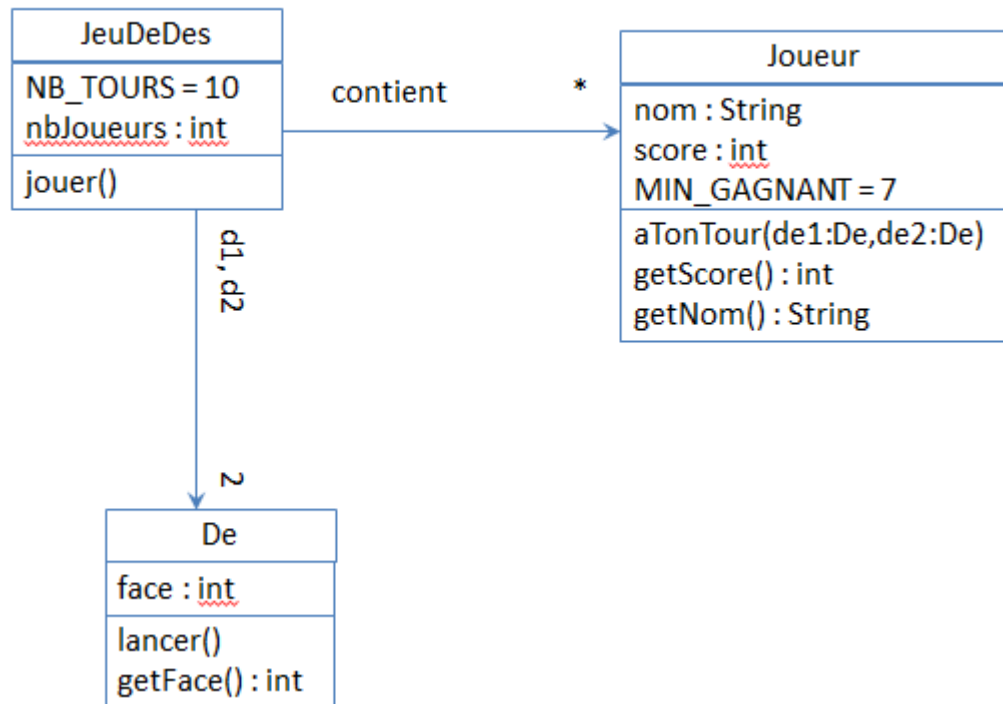 JeuDeDes
NB_TOURS = 10
nbJoueurs : int
jouer()
contient
*
Joueur
nom : String
score : int
MIN_GAGNANT = 7
aTonTour(de1:De,de2:De)
getScore() : int
getNom() : String
d1, d2
2
De
face : int
lancer()
getFace() : int